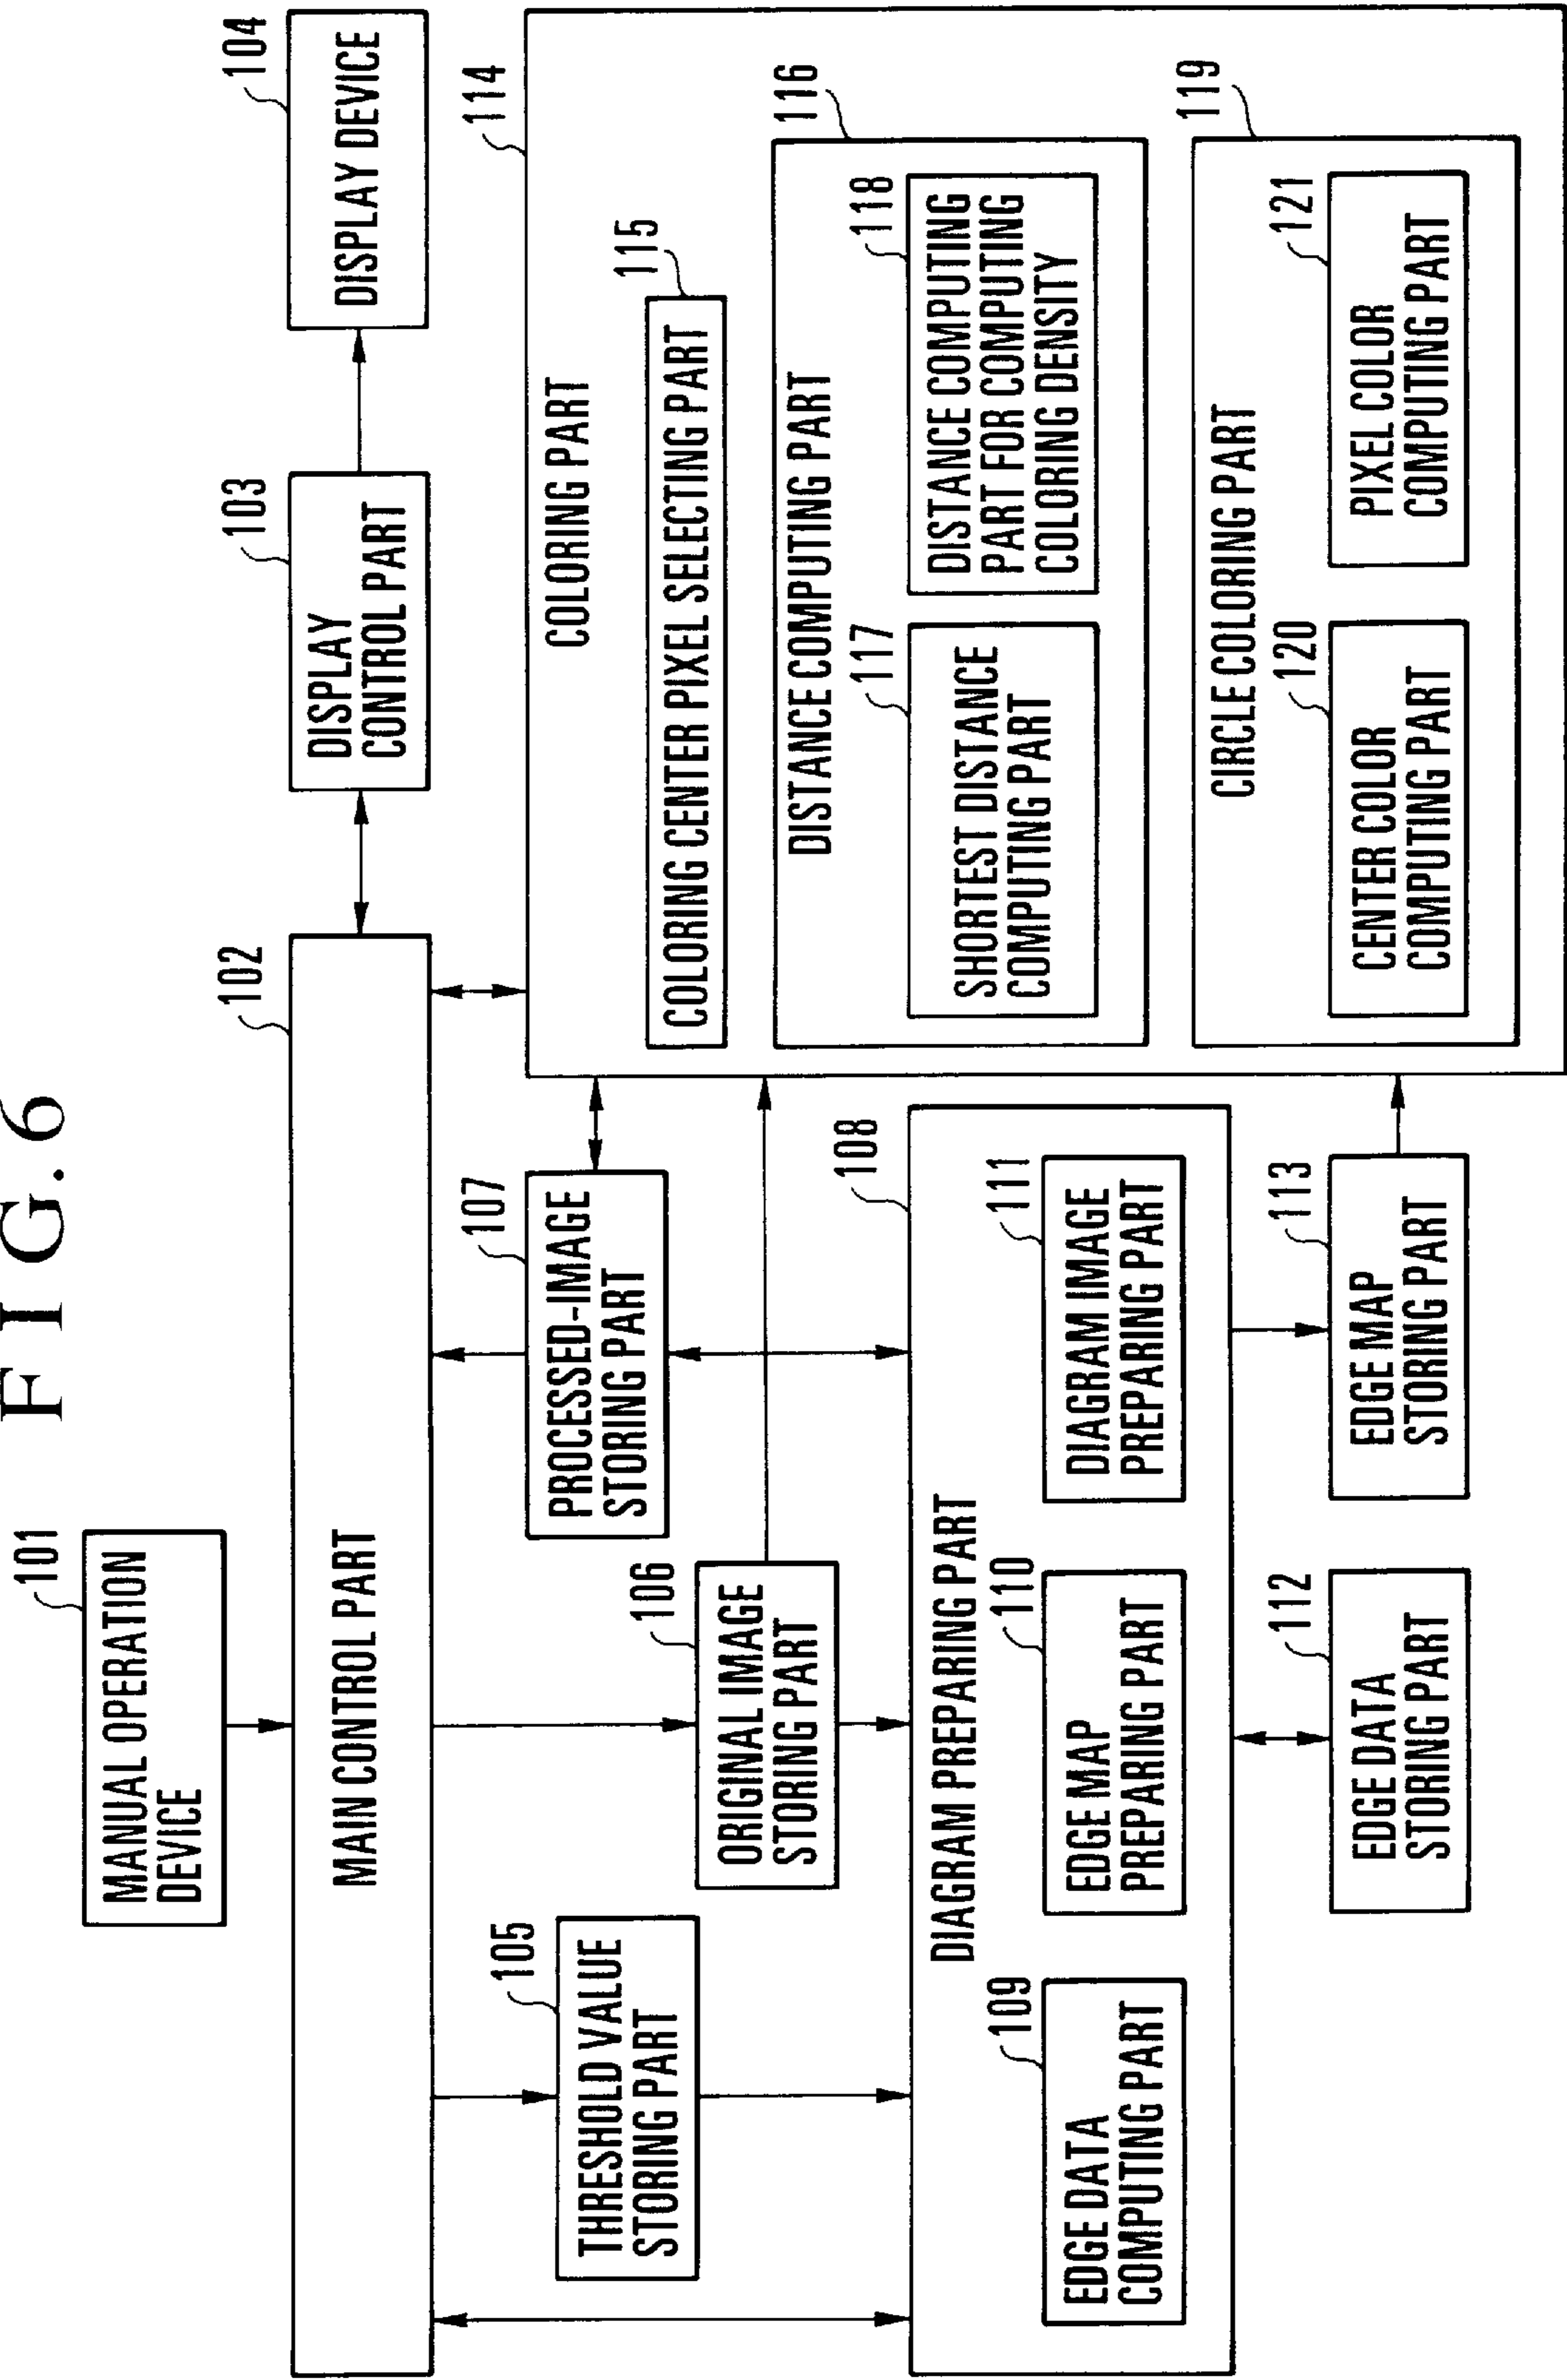 FIG.6
101
MANUAL OPERATION
DEVICE
102
MAIN CONTROL PART
103
DISPLAY
CONTROL PART
104
DISPLAY DEVICE
105
THRESHOLD VALUE
STORING PART
106
ORIGINAL IMAGE
STORING PART
107
PROCESSED-IMAGE
STORING PART
108
DIAGRAM PREPARING PART
109
EDGE DATA
COMPUTING PART
110
EDGE MAP
PREPARING PART
111
DIAGRAM IMAGE
PREPARING PART
112
EDGE DATA
STORING PART
113
EDGE MAP
STORING PART
114
COLORING PART
115
COLORING CENTER PIXEL SELECTING PART
116
DISTANCE COMPUTING PART
117
SHORTEST DISTANCE
COMPUTING PART
118
DISTANCE COMPUTING
PART FOR COMPUTING
COLORING DENSITY
119
CIRCLE COLORING PART
120
CENTER COLOR
COMPUTING PART
121
PIXEL COLOR
COMPUTING PART